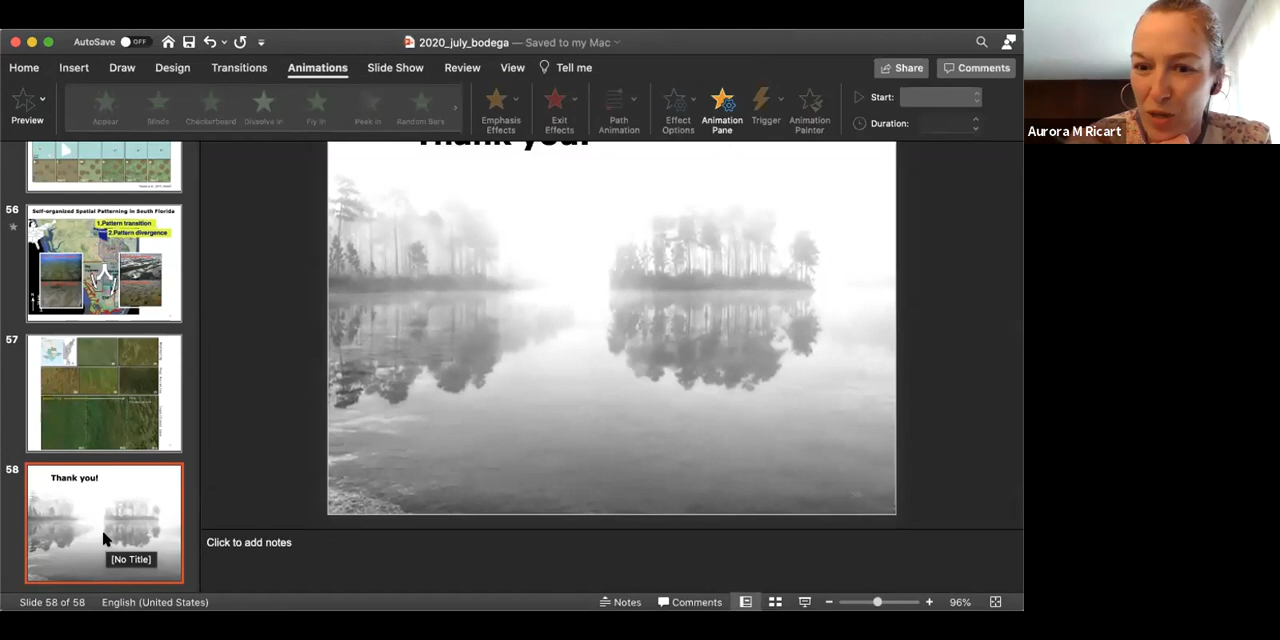 AutoSave OFF
2020_july_bodega — Saved to my Mac
Home Insert Draw Design Transitions Animations Slide Show Review View Tell me
Share Comments
Preview
Appear Blinds Checkerboard Dissolve In Fly In Peek In Random Bars
Emphasis Effects
Exit Effects
Path Animation
Effect Options
Animation Pane
Trigger
Animation Painter
Start:
Duration:
Aurora M Ricart
Thank you!
56
Self-organized Spatial Patterning in South Florida
1.Pattern transition
2.Pattern divergence
57
58
Thank you!
[No Title]
Click to add notes
Slide 58 of 58 English (United States)
Notes Comments 96%